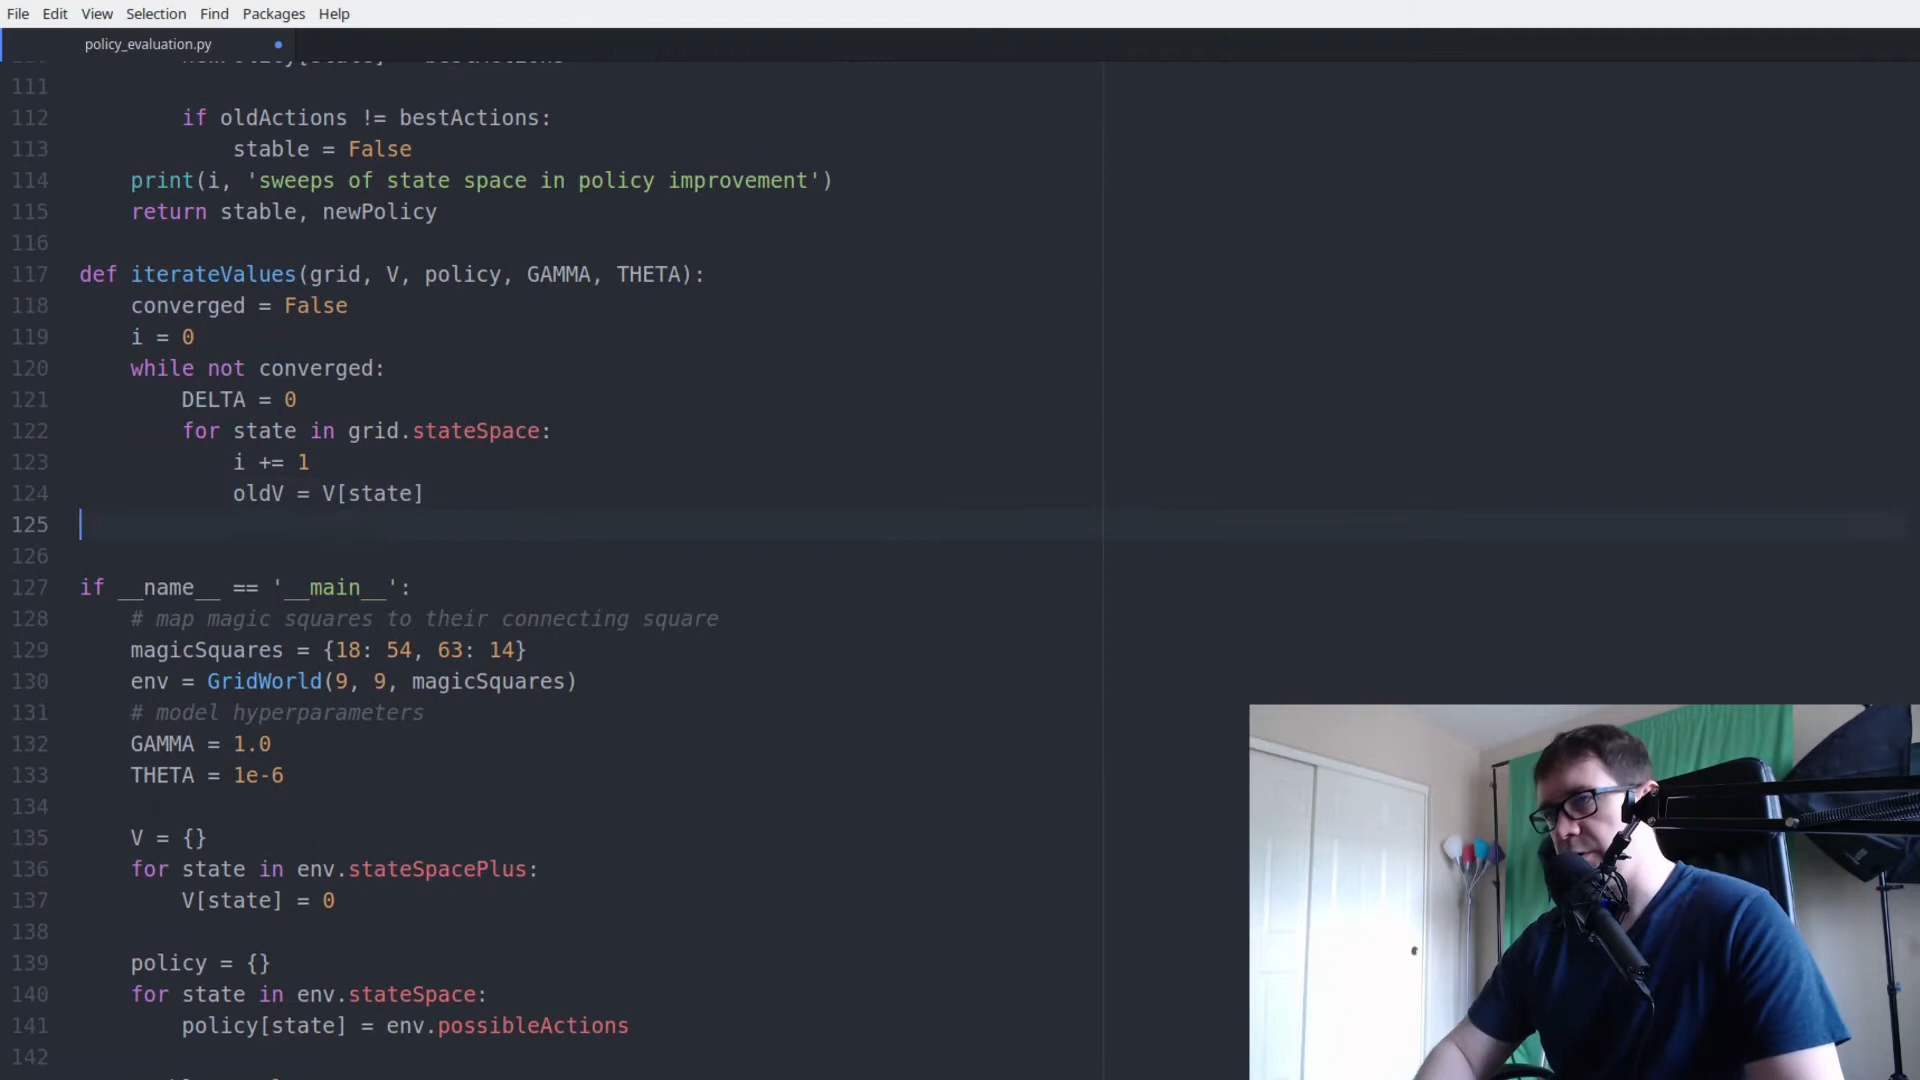 File Edit View Selection Find Packages Help
policy_evaluation.py
111
112 if oldActions != bestActions:
113 stable = False
114 print(i, 'sweeps of state space in policy improvement')
115 return stable, newPolicy
116
117 def iterateValues(grid, V, policy, GAMMA, THETA):
118 converged = False
119 i = 0
120 while not converged:
121 DELTA = 0
122 for state in grid.stateSpace:
123 i += 1
124 oldV = V[state]
125
126
127 if __name__ == '__main__':
128 # map magic squares to their connecting square
129 magicSquares = {18: 54, 63: 14}
130 env = GridWorld(9, 9, magicSquares)
131 # model hyperparameters
132 GAMMA = 1.0
133 THETA = 1e-6
134
135 V = {}
136 for state in env.stateSpacePlus:
137 V[state] = 0
138
139 policy = {}
140 for state in env.stateSpace:
141 policy[state] = env.possibleActions
142